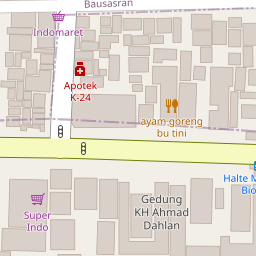 Bausasran
Indomaret
Apotek
K-24
ayam goreng
bu tini
Halte M
Bio
Gedung
KH Ahmad
Dahlan
Super
Indo